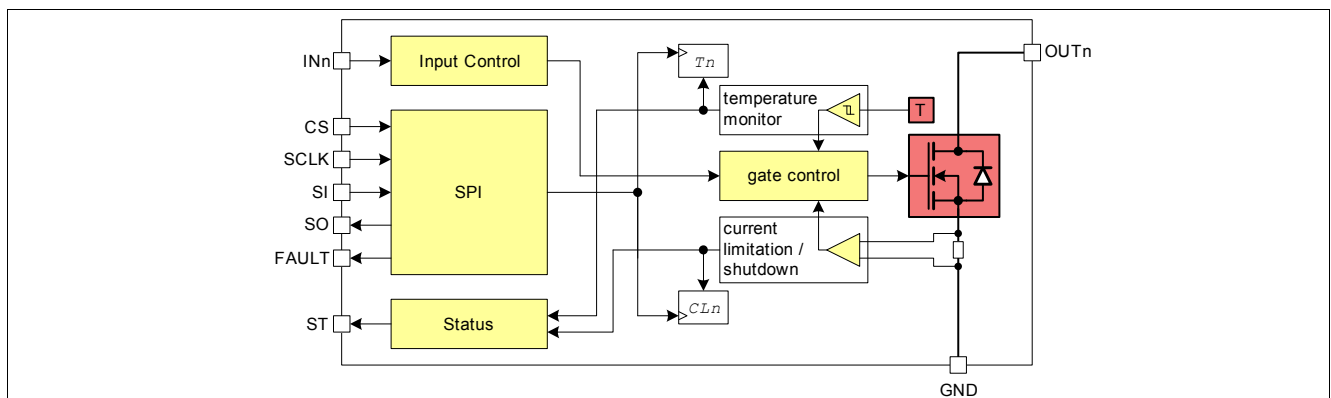 INn
Input Control
Tn
OUTn
temperature
monitor
T
CS
SCLK
SI
SO
FAULT
SPI
gate control
current
limitation /
shutdown
CLn
ST
Status
GND